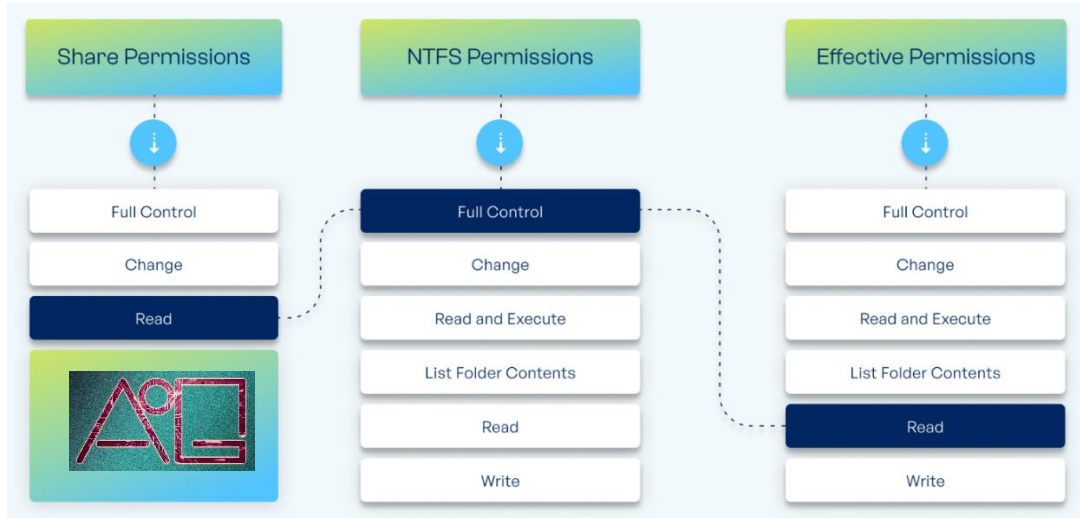 Share Permissions
NTFS Permissions
Effective Permissions
Full Control
Change
Read
Full Control
Change
Read and Execute
List Folder Contents
Read
Write
Full Control
Change
Read and Execute
List Folder Contents
Read
Write